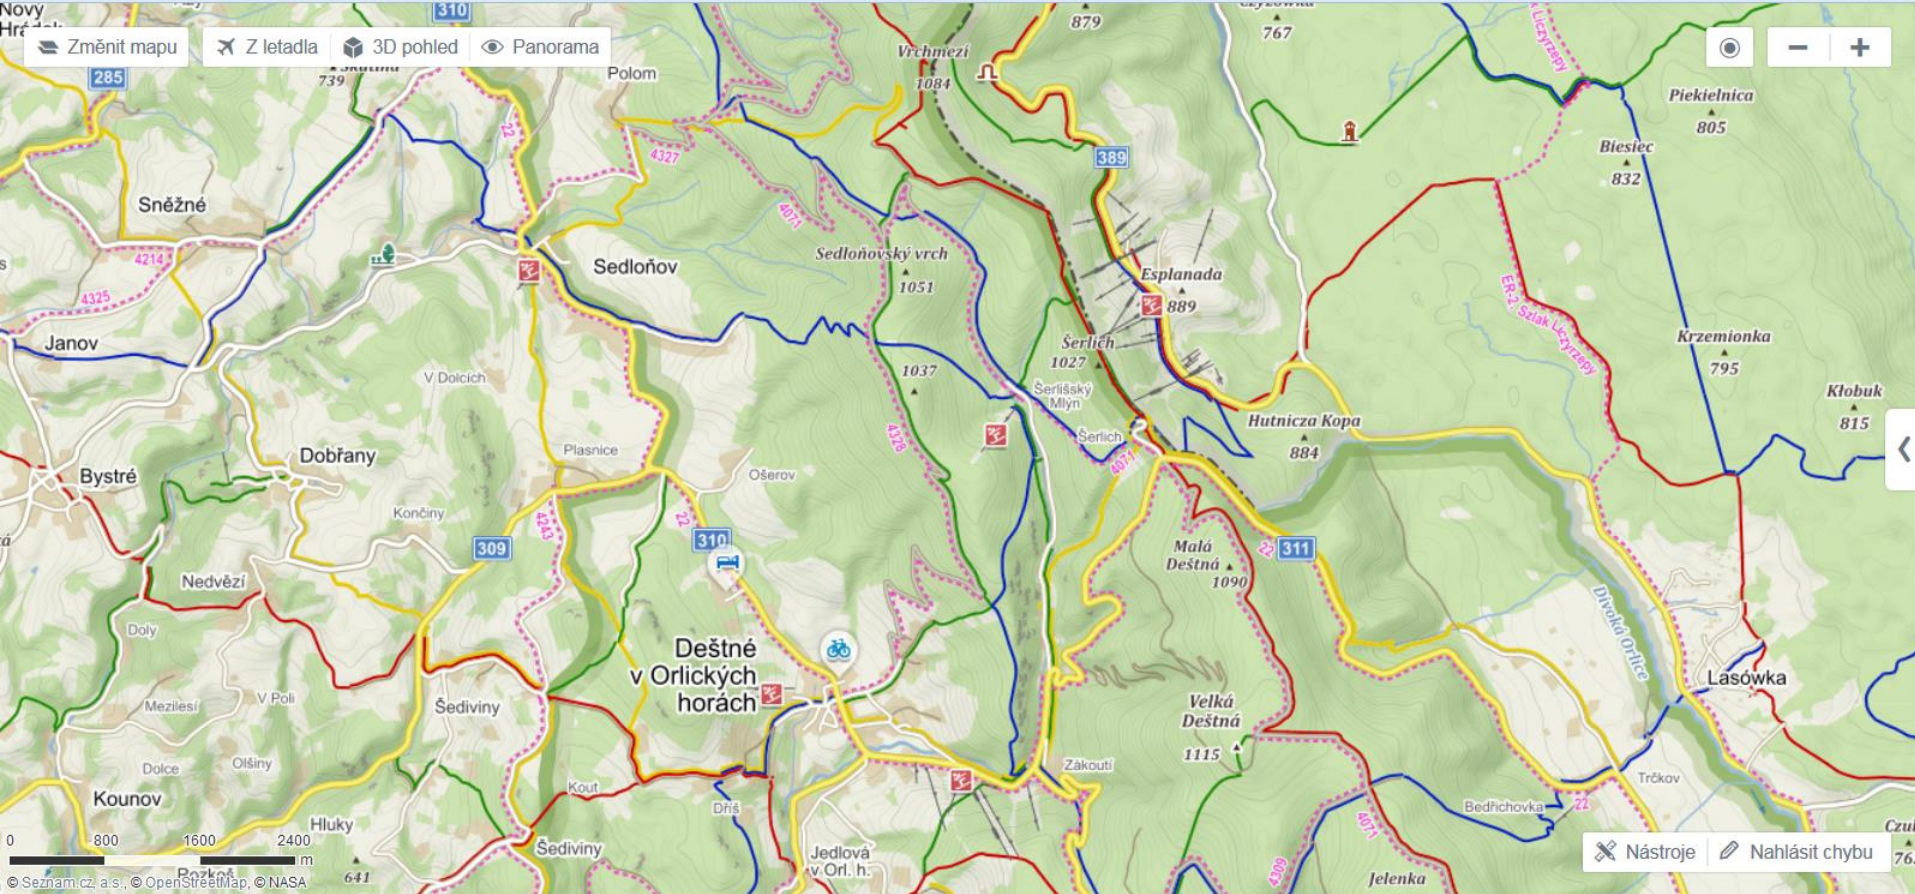 Nový
310
879
767
Změnit mapu
Z letadla
3D pohled
Panorama
285
739
Polom
Vrchmezí
1084
Piekielnica
805
22
4327
389
Biesiec
832
Sněžné
4071
4214
Sedloňov
Sedloňovský vrch
1051
Esplanada
889
4325
ER-2, Szlak Liczyrzepy
Janov
Šerlich
1027
Krzemionka
795
V Dolcích
1037
Šerlišský
Mlýn
Kłobuk
815
Hutnicza Kopa
884
Šerlich
4071
4328
Plasnice
Dobřany
Bystré
Ošerov
Končiny
4243
22
309
310
Malá
Deštná
1090
22
311
Nedvězí
Divoká Orlice
Doly
Deštné
v Orlických
horách
Lasówka
V Poli
Mezilesí
Šediviny
Velká
Deštná
1115
Dolce
Olšiny
Zákoutí
Trčkov
Kout
Dříš
Bedřichovka
22
Kounov
Hluky
4071
0
800
1600
2400
m
Šediviny
Jedlová
v Orl. h.
Nástroje
Nahlásit chybu
641
4309
Jelenka
© Seznam.cz, a.s., © OpenStreetMap, © NASA